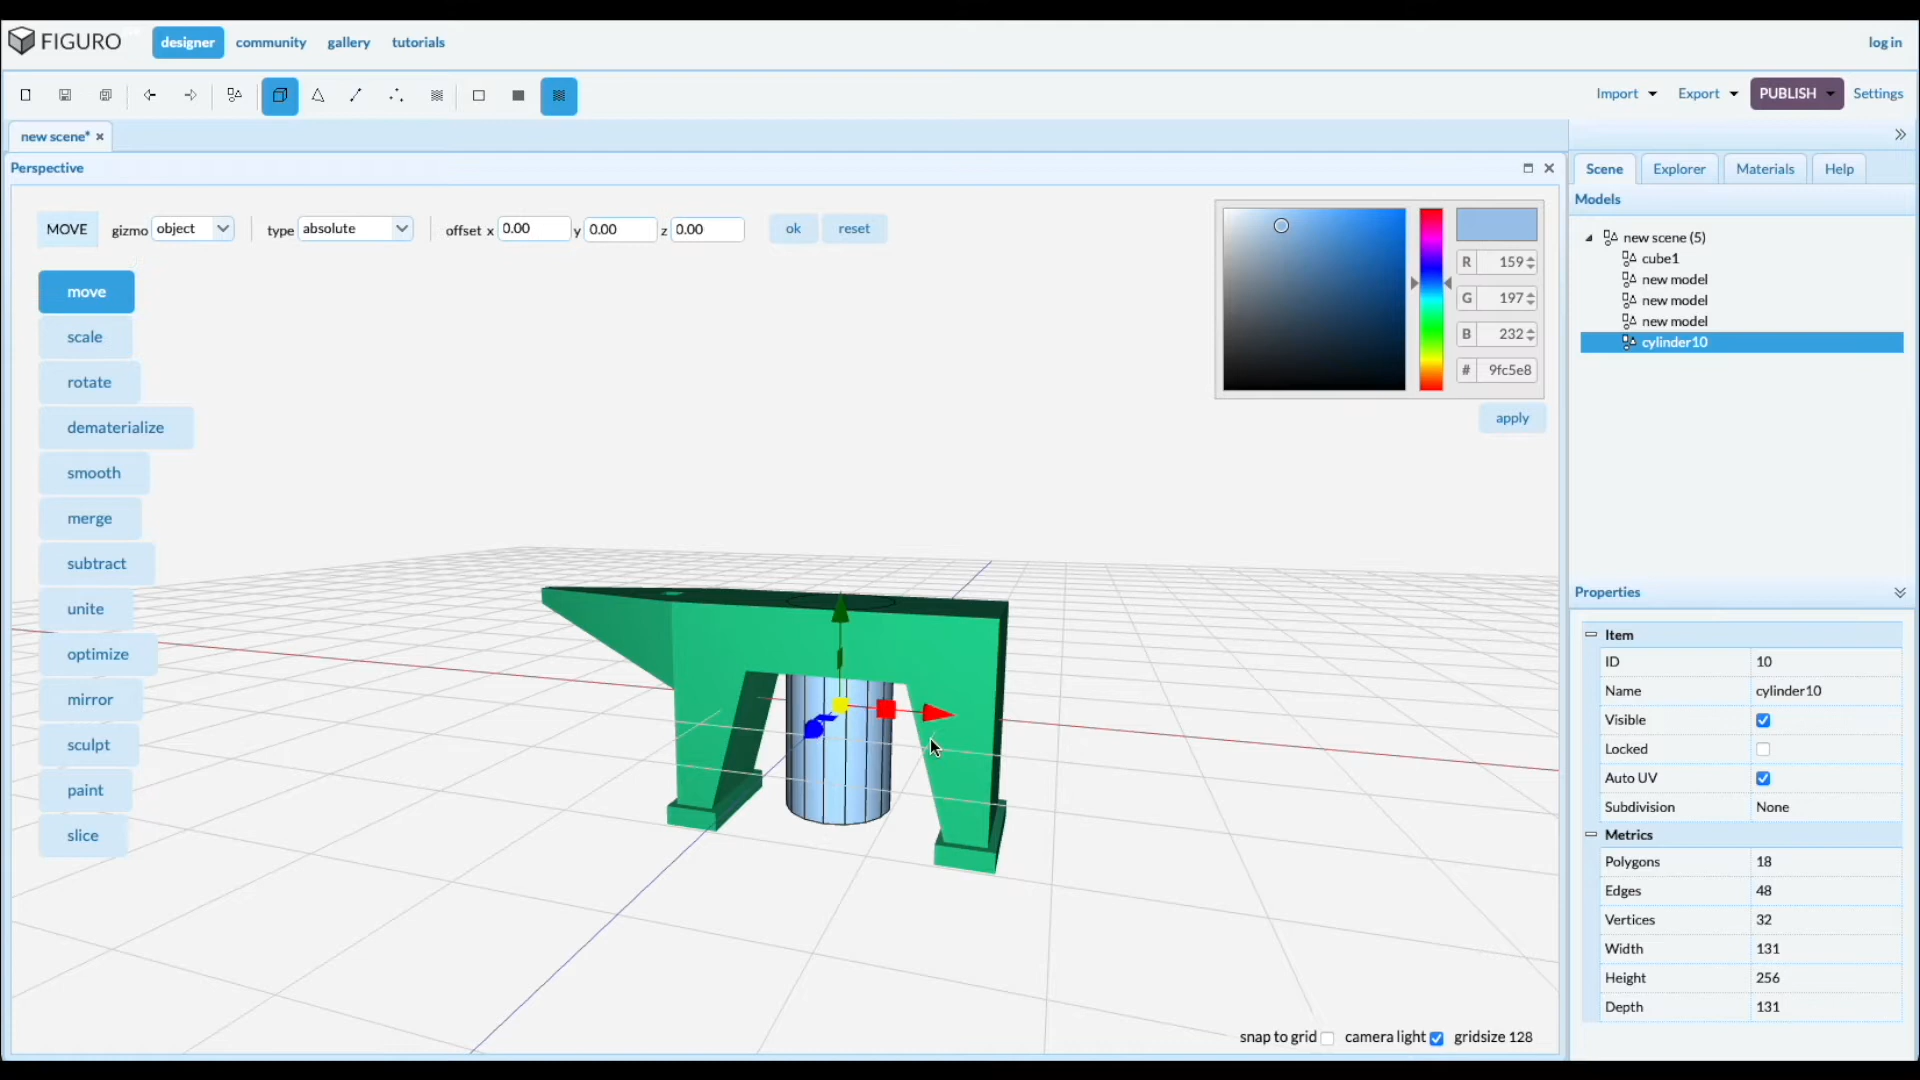 FIGURO designer community gallery tutorials log in
Import Export PUBLISH Settings
new scene*
Perspective
MOVE gizmo object type absolute offset x 0.00 y 0.00 z 0.00 ok reset
move
scale
rotate
dematerialize
smooth
merge
subtract
unite
optimize
mirror
sculpt
paint
slice
R 159
G 197
B 232
# 9fc5e8
apply
snap to grid camera light gridsize 128
Scene Explorer Materials Help
Models
new scene (5)
cube1
new model
new model
new model
cylinder10
Properties
Item
ID 10
Name cylinder10
Visible
Locked
Auto UV
Subdivision None
Metrics
Polygons 18
Edges 48
Vertices 32
Width 131
Height 256
Depth 131